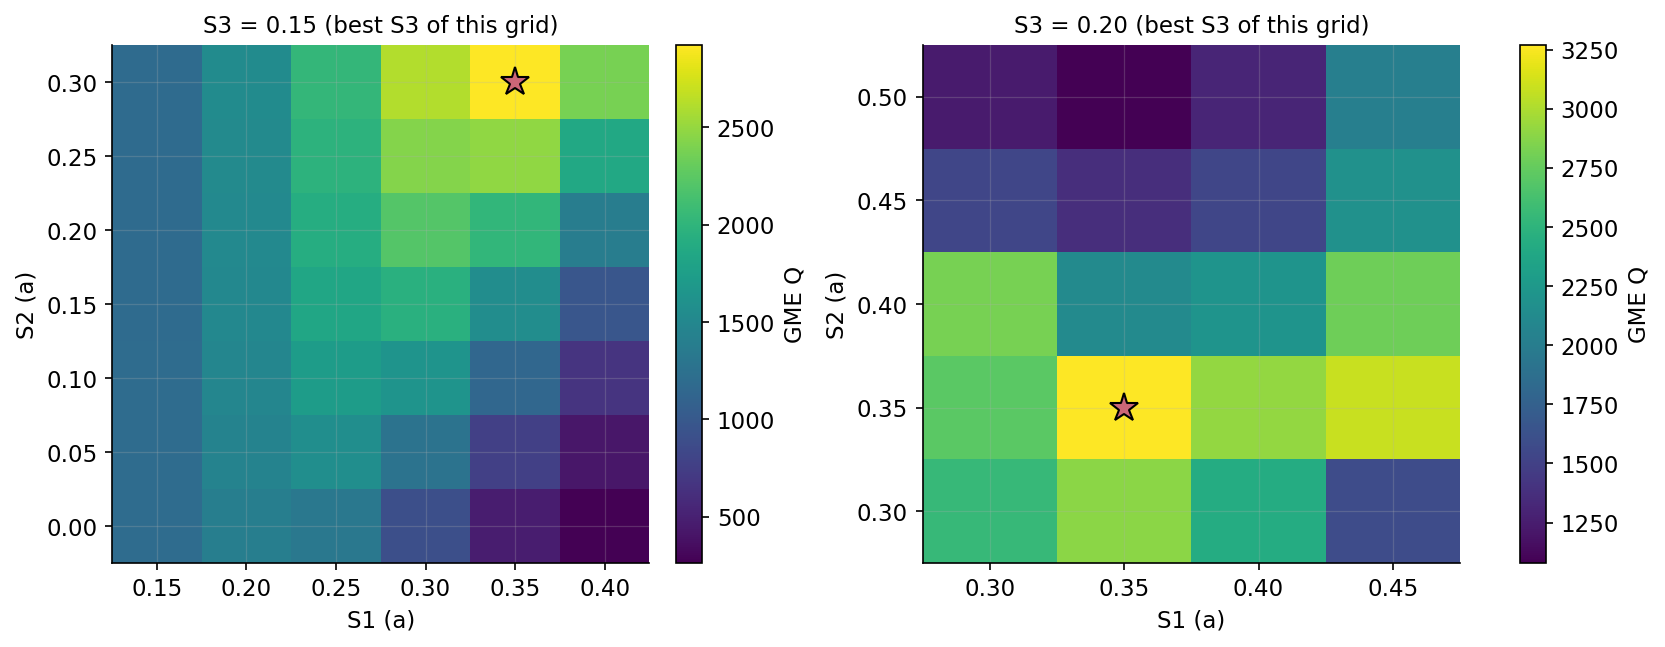 S3 = 0.15 (best S3 of this grid)
0.30
0.25
0.20
0.15
0.10
0.05
0.00
S2 (a)
0.15 0.20 0.25 0.30 0.35 0.40
S1 (a)
2500
2000
1500
1000
500
GME Q
S3 = 0.20 (best S3 of this grid)
0.50
0.45
0.40
0.35
0.30
S2 (a)
0.30 0.35 0.40 0.45
S1 (a)
3250
3000
2750
2500
2250
2000
1750
1500
1250
GME Q